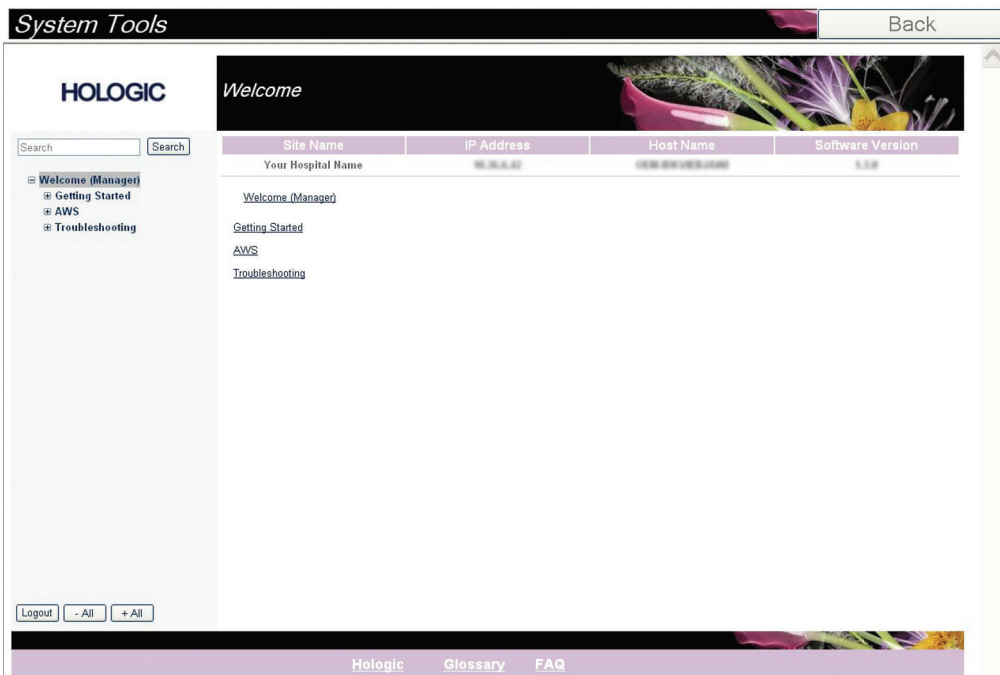 System Tools
Back
HOLOGIC
Welcome
Search Search
Site Name IP Address Host Name Software Version
Your Hospital Name
Welcome (Manager)
Getting Started
AWS
Troubleshooting
Welcome (Manager)
Getting Started
AWS
Troubleshooting
Logout - All + All
Hologic Glossary FAQ